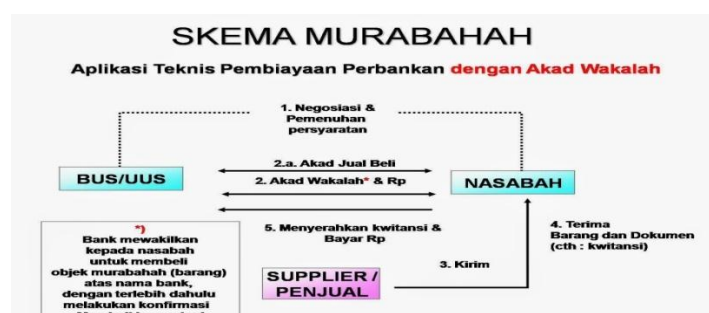 SKEMA MURABAHAH
Aplikasi Teknis Pembiayaan Perbankan dengan Akad Wakalah
1. Negosiasi &
Pemenuhan
persyaratan
BUS/UUS
2.a. Akad Jual Beli
2. Akad Wakalah* & Rp
NASABAH
*)
Bank mewakilkan
kepada nasabah
untuk membeli
objek murabahah (barang)
atas nama bank,
dengan terlebih dahulu
melakukan konfirmasi
5. Menyerahkan kwitansi &
Bayar Rp
4. Terima
Barang dan Dokumen
(cth : kwitansi)
3. Kirim
SUPPLIER /
PENJUAL